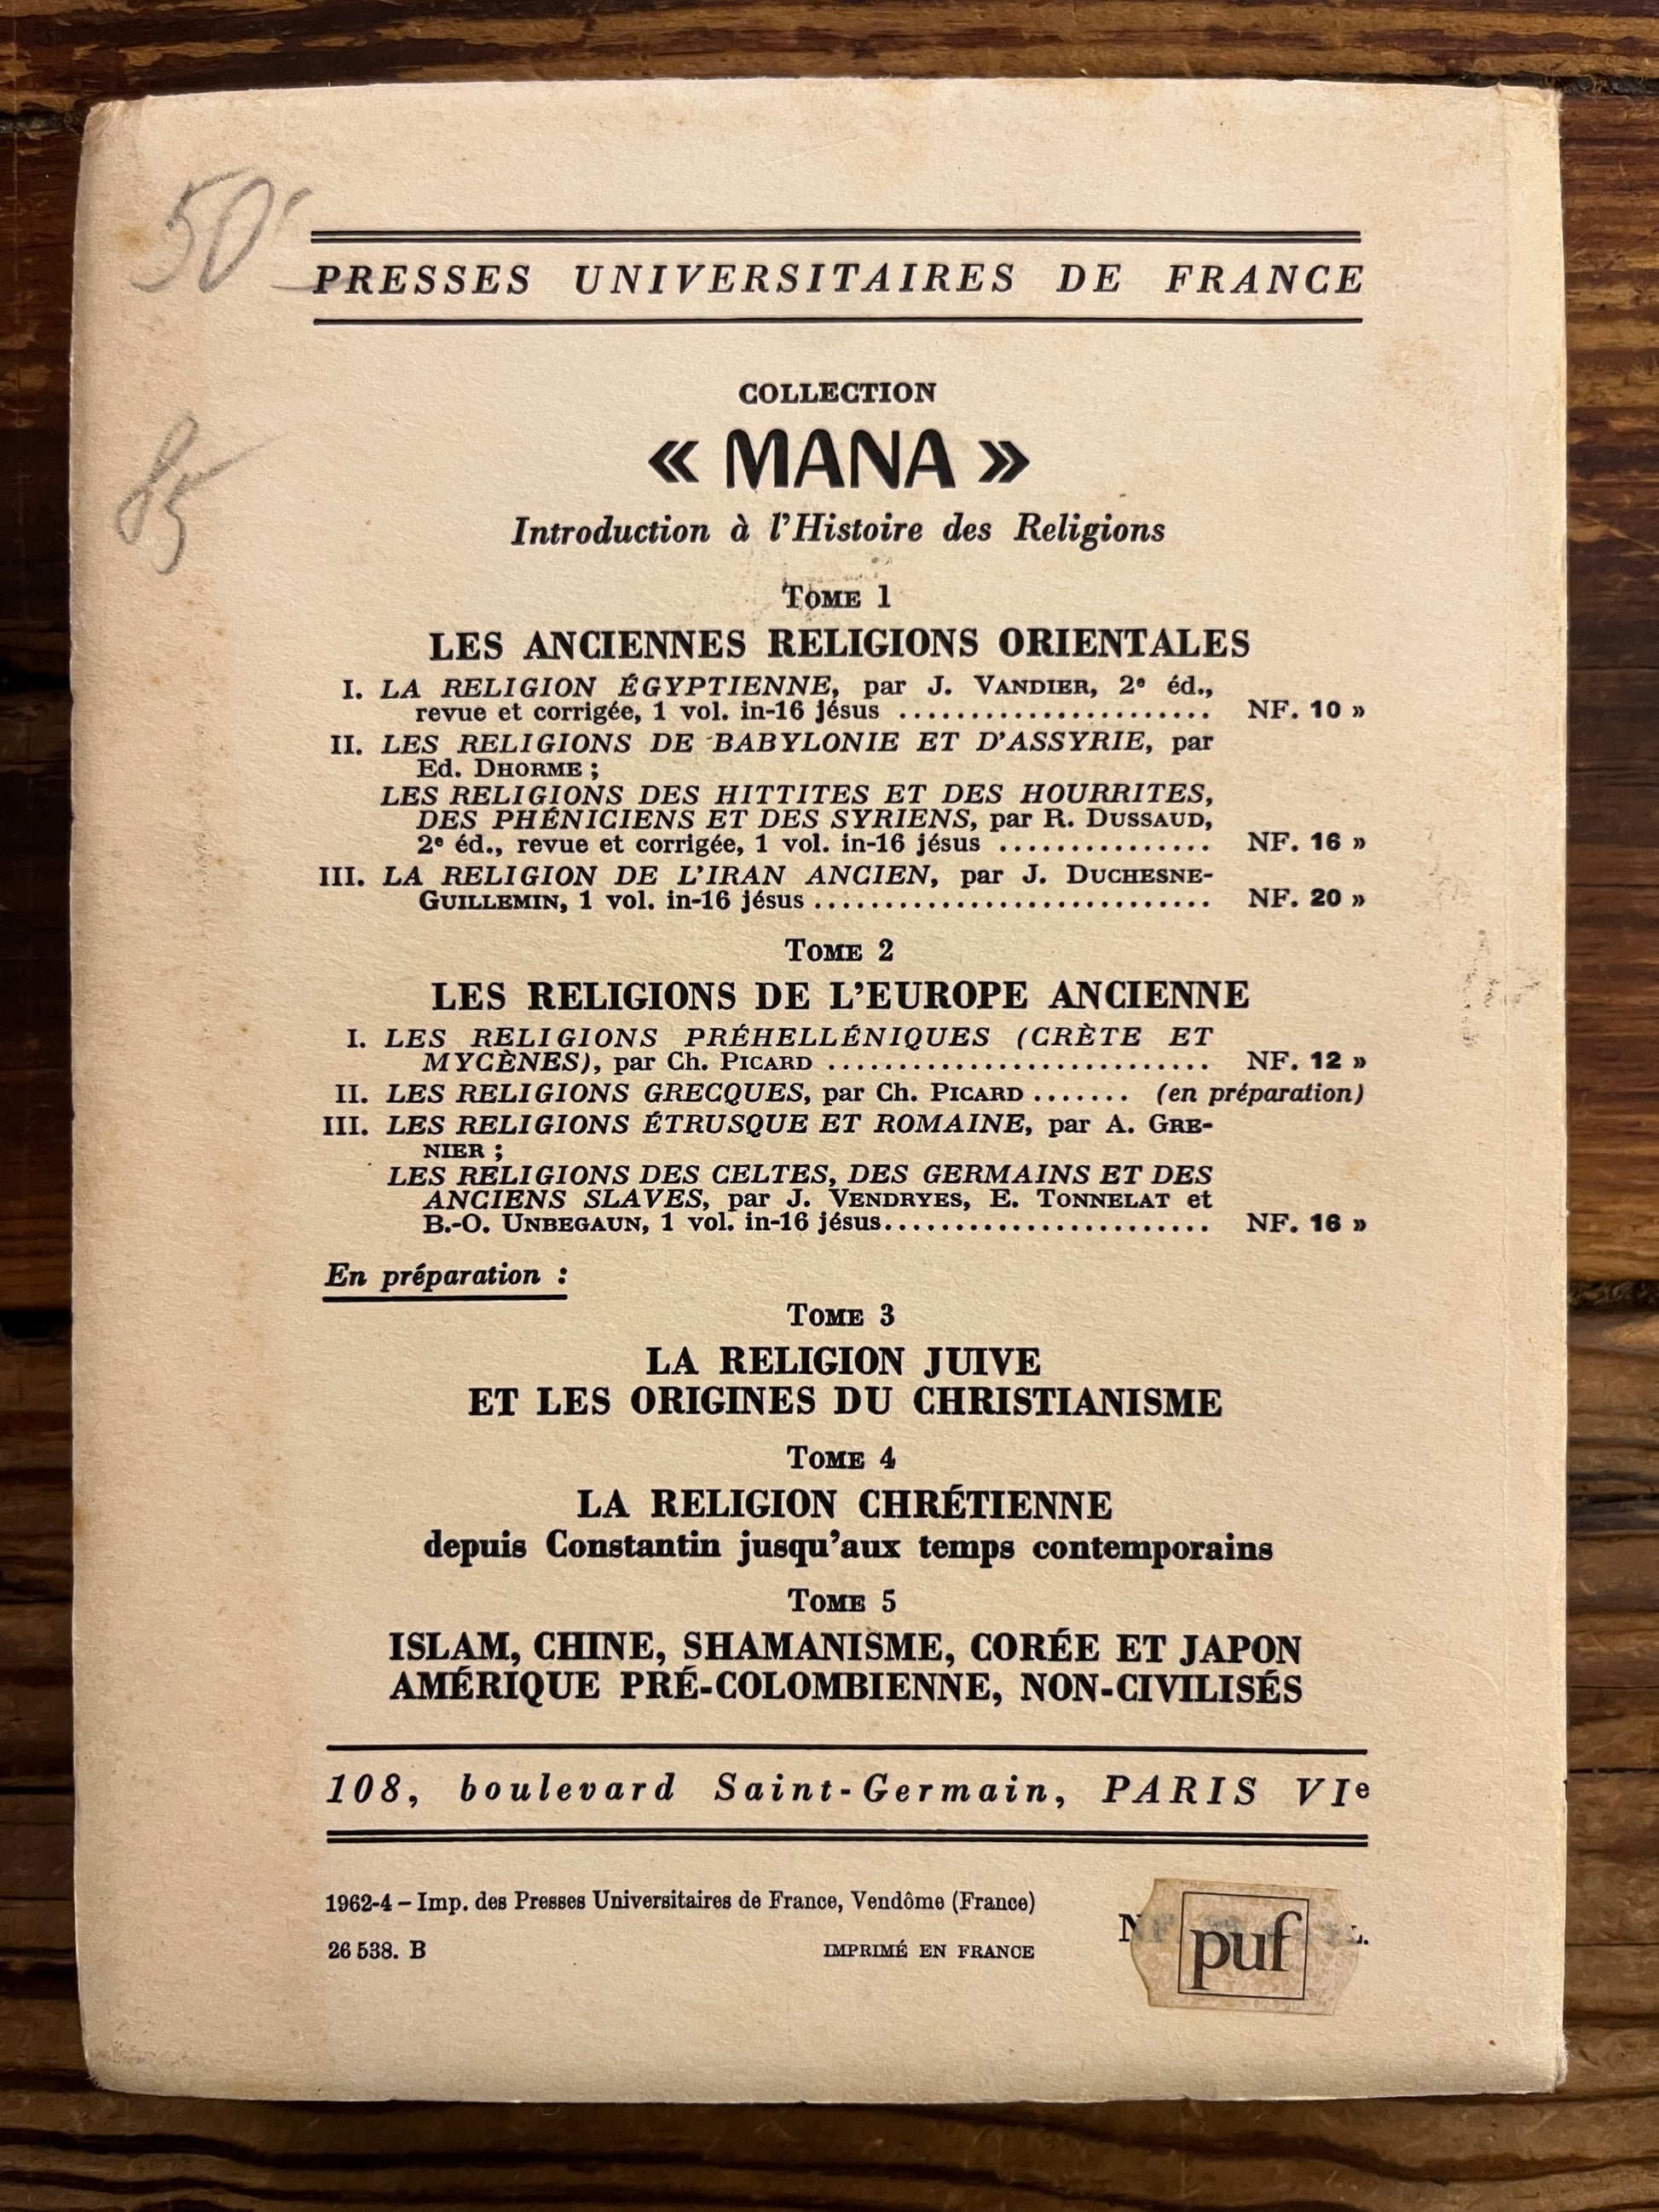 50
PRESSES UNIVERSITAIRES DE FRANCE
COLLECTION
« MANA »
85
Introduction à l'Histoire des Religions
TOME 1
LES ANCIENNES RELIGIONS ORIENTALES
I. LA RELIGION ÉGYPTIENNE, par J. VANDIER, 2e éd.,
revue et corrigée, 1 vol. in-16 jésus ...................... NF. 10 »
II. LES RELIGIONS DE BABYLONIE ET D'ASSYRIE, par
Ed. DHORME ;
LES RELIGIONS DES HITTITES ET DES HOURRITES,
DES PHÉNICIENS ET DES SYRIENS, par R. DUSSAUD,
2e éd., revue et corrigée, 1 vol. in-16 jésus ............... NF. 16 »
III. LA RELIGION DE L'IRAN ANCIEN, par J. DUCHESNE-
GUILLEMIN, 1 vol. in-16 jésus ............................ NF. 20 »
TOME 2
LES RELIGIONS DE L'EUROPE ANCIENNE
I. LES RELIGIONS PRÉHELLÉNIQUES (CRÈTE ET
MYCÈNES), par Ch. PICARD ........................... NF. 12 »
II. LES RELIGIONS GRECQUES, par Ch. PICARD ....... (en préparation)
III. LES RELIGIONS ÉTRUSQUE ET ROMAINE, par A. GRE-
NIER ;
LES RELIGIONS DES CELTES, DES GERMAINS ET DES
ANCIENS SLAVES, par J. VENDRYES, E. TONNELAT et
B.-O. UNBEGAUN, 1 vol. in-16 jésus....................... NF. 16 »
En préparation :
TOME 3
LA RELIGION JUIVE
ET LES ORIGINES DU CHRISTIANISME
TOME 4
LA RELIGION CHRÉTIENNE
depuis Constantin jusqu'aux temps contemporains
TOME 5
ISLAM, CHINE, SHAMANISME, CORÉE ET JAPON
AMÉRIQUE PRÉ-COLOMBIENNE, NON-CIVILISÉS
108, boulevard Saint-Germain, PARIS VIe
1962-4 – Imp. des Presses Universitaires de France, Vendôme (France)
26 538. B IMPRIMÉ EN FRANCE
puf